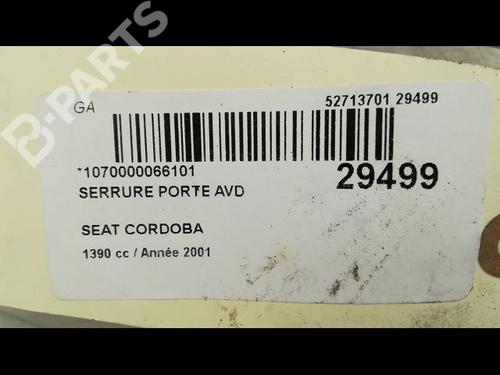 B-PARTS
GA
52713701 29499
*1070000066101
29499
SERRURE PORTE AVD
SEAT CORDOBA
1390 cc / Année 2001